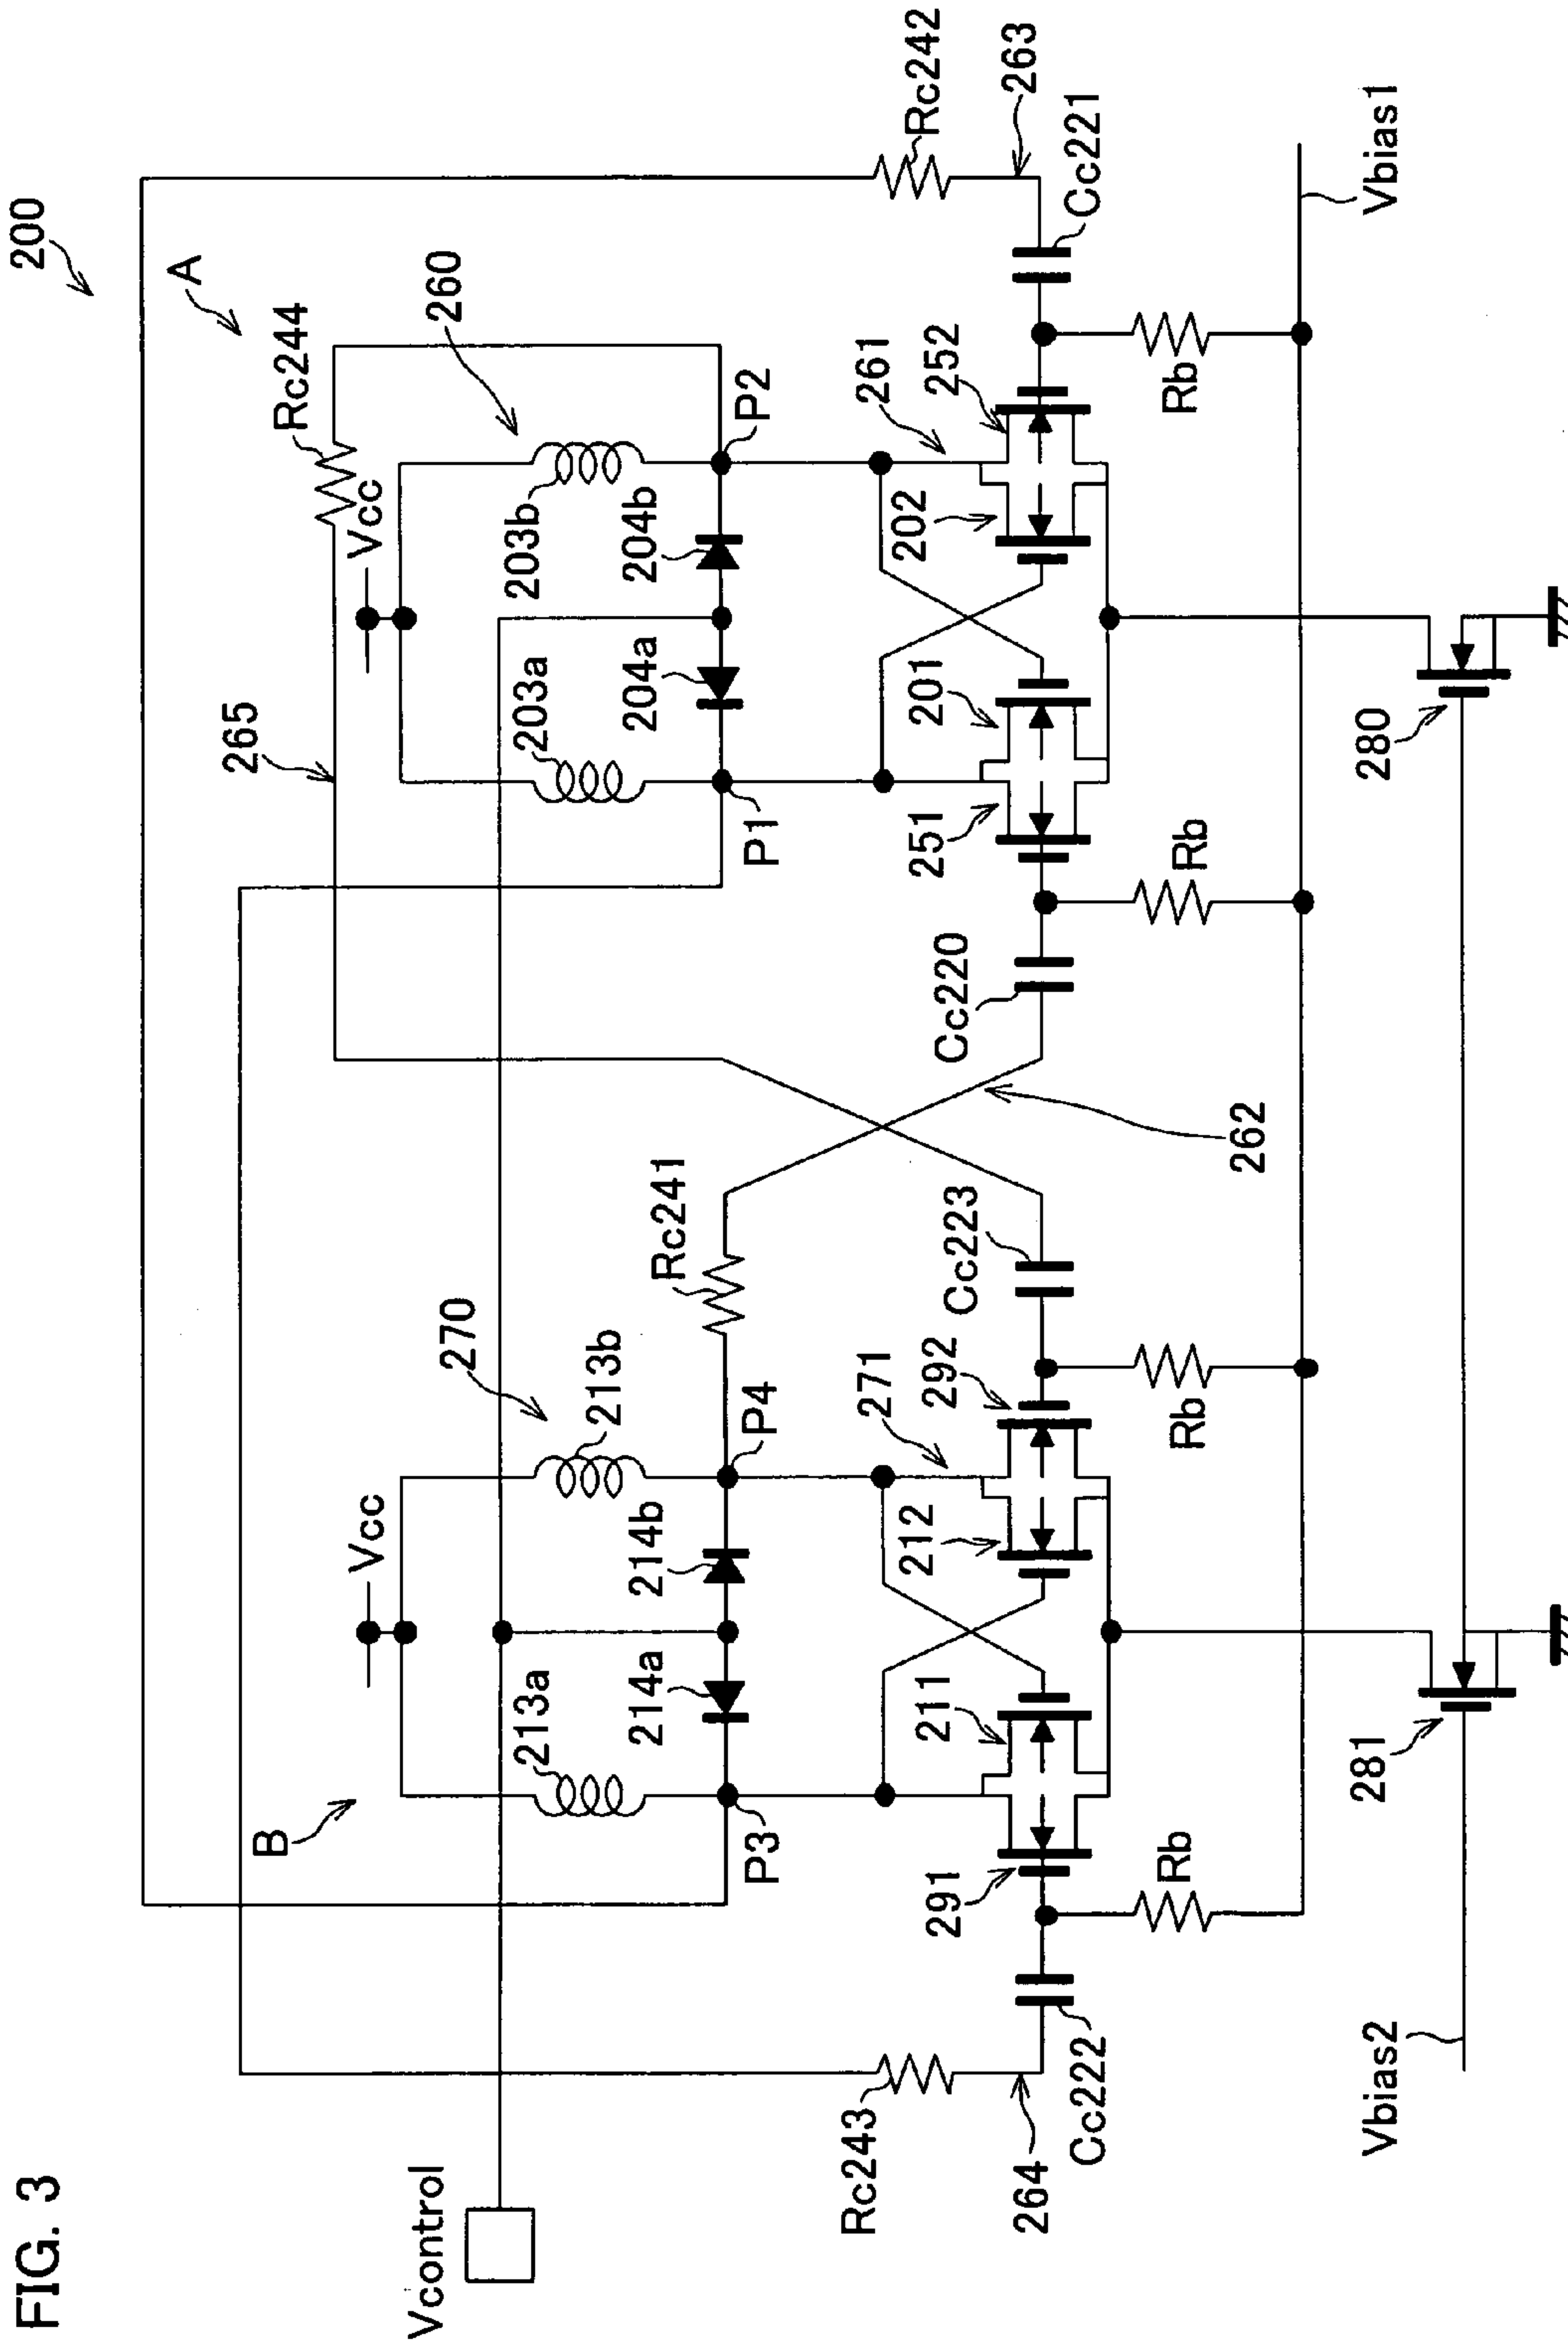 FIG. 3
200
A
B
Vcontrol
Vcc
Vcc
Rc244
265
260
270
203a
203b
204a
204b
213a
213b
214a
214b
P1
P2
P3
P4
Rc241
Rc242
Rc243
263
264
262
261
271
251
201
202
252
291
211
212
292
Cc220
Cc221
Cc222
Cc223
Rb
Rb
Rb
Rb
Vbias1
Vbias2
280
281